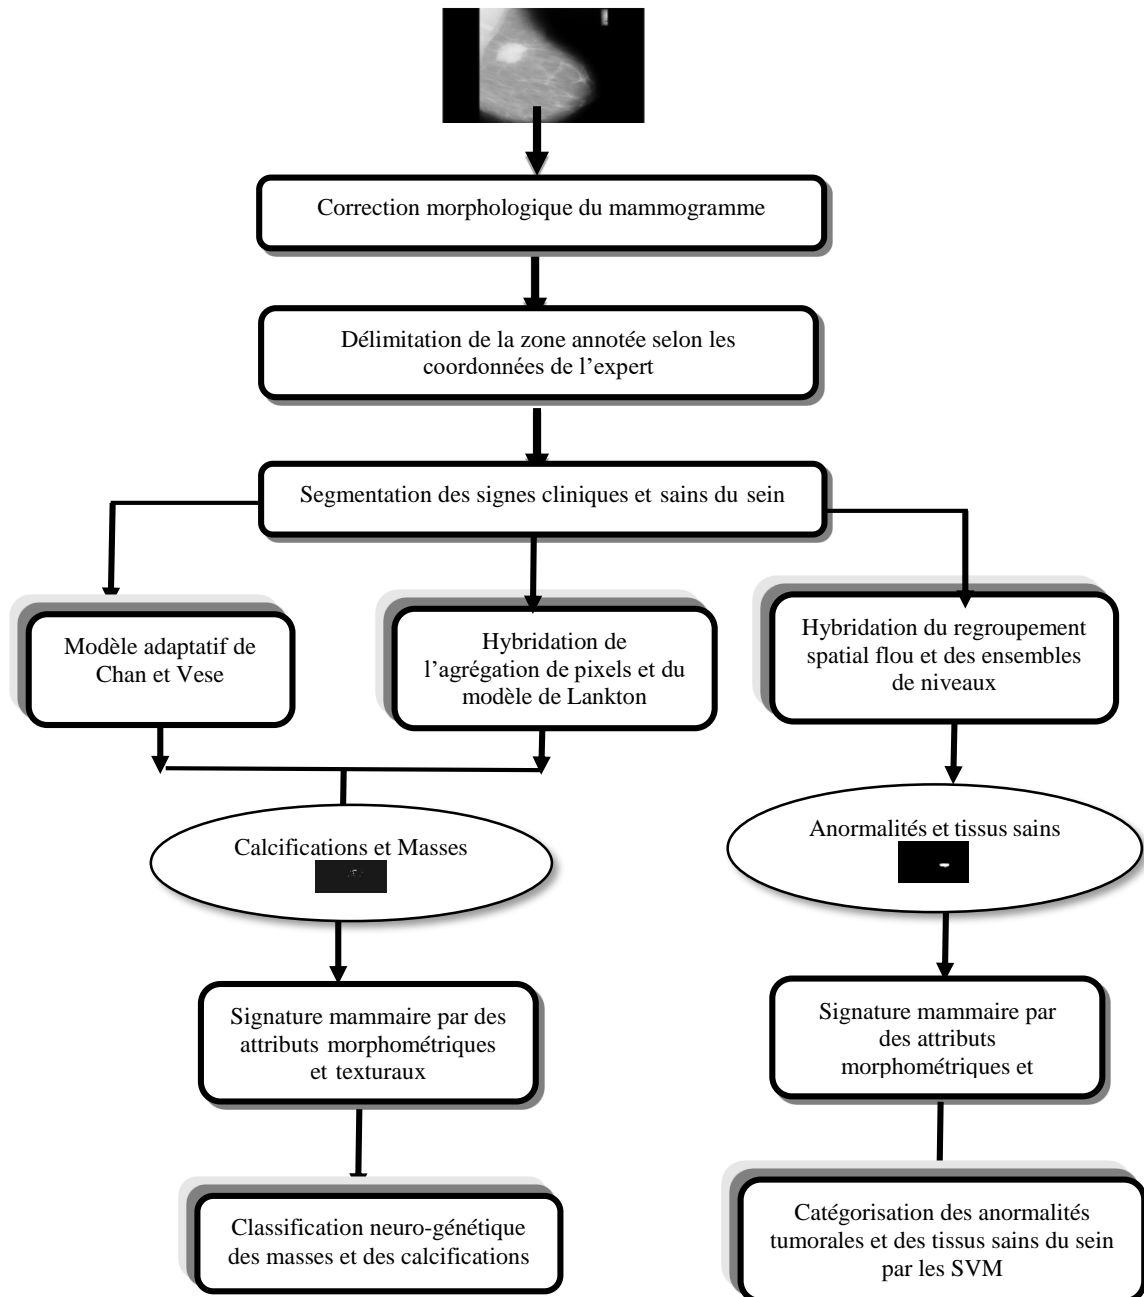 Correction morphologique du mammogramme
Délimitation de la zone annotée selon les
coordonnées de l’expert
Segmentation des signes cliniques et sains du sein
Modèle adaptatif de
Chan et Vese
Hybridation de
l’agrégation de pixels et du
modèle de Lankton
Hybridation du regroupement
spatial flou et des ensembles
de niveaux
Calcifications et Masses
Anormalités et tissus sains
Signature mammaire par des
attributs morphométriques
et texturaux
Signature mammaire par
des attributs
morphométriques et
Classification neuro-génétique
des masses et des calcifications
Catégorisation des anormalités
tumorales et des tissus sains du sein
par les SVM